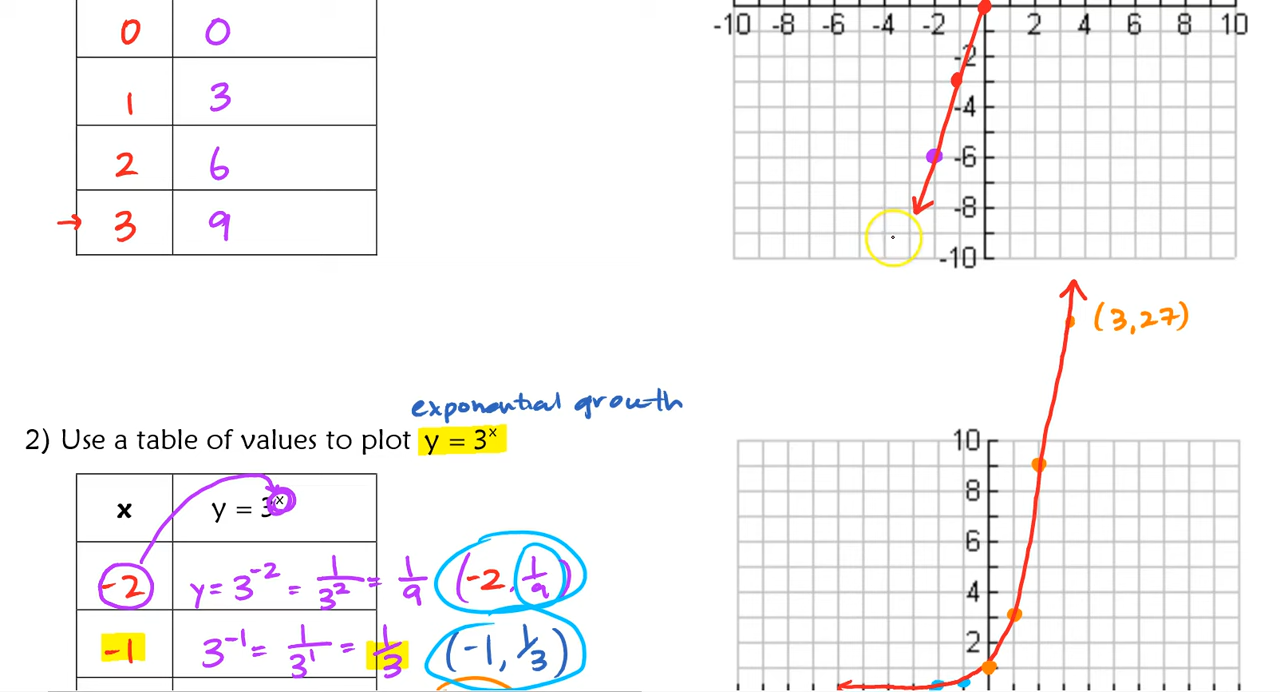 0 0
1 3
2 6
→ 3 9
-10 -8 -6 -4 -2 2 4 6 8 10
-2
-4
-6
-8
-10
(3,27)
exponential growth
2) Use a table of values to plot y = 3ˣ
x y = 3ˣ
-2 y = 3⁻² = 1/3² = 1/9 (-2, 1/9)
-1 3⁻¹ = 1/3¹ = 1/3 (-1, 1/3)
10
8
6
4
2